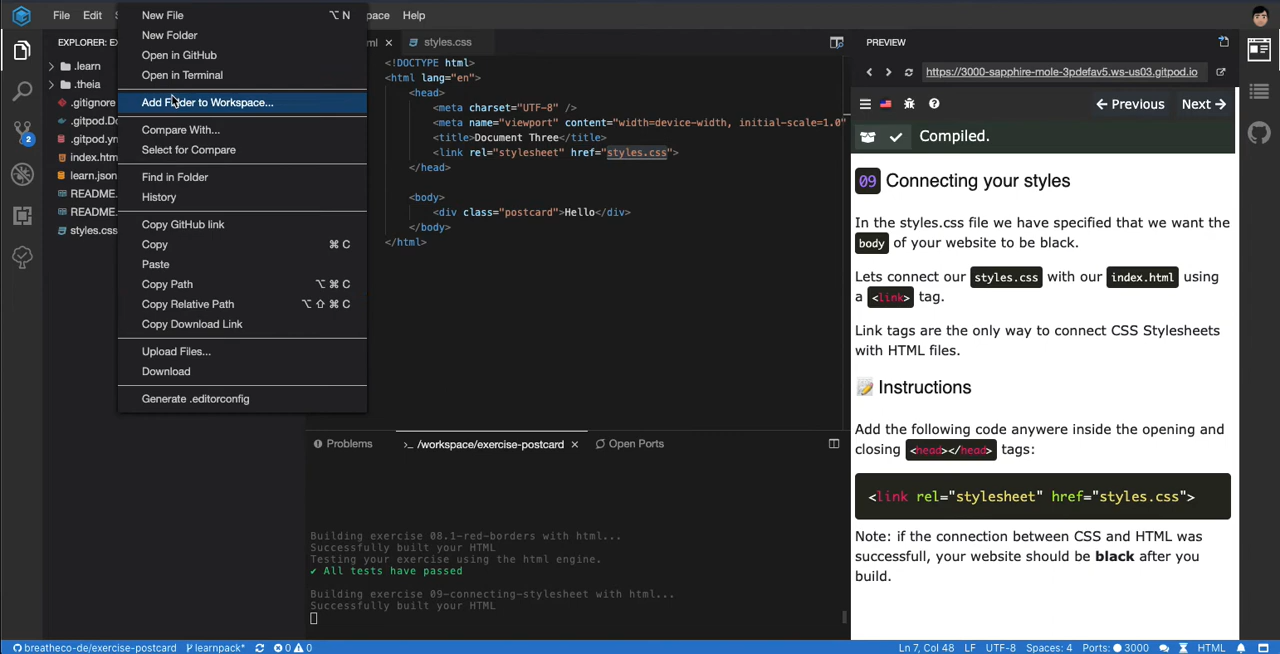 File Edit
pace Help
New File ⌥ N
New Folder
Open in GitHub
Open in Terminal
Add Folder to Workspace...
Compare With...
Select for Compare
Find in Folder
History
Copy GitHub link
Copy ⌘ C
Paste
Copy Path ⌥ ⌘ C
Copy Relative Path ⌥ ⇧ ⌘ C
Copy Download Link
Upload Files...
Download
Generate .editorconfig
EXPLORER: E
.learn
.theia
.gitignore
.gitpod.Do
.gitpod.ym
index.htm
learn.json
README.
README.
styles.css
2
ml × styles.css
<!DOCTYPE html>
<html lang="en">
<head>
<meta charset="UTF-8" />
<meta name="viewport" content="width=device-width, initial-scale=1.0"
<title>Document Three</title>
<link rel="stylesheet" href="styles.css">
</head>
<body>
<div class="postcard">Hello</div>
</body>
</html>
Problems >_ /workspace/exercise-postcard × Open Ports
Building exercise 08.1-red-borders with html...
Successfully built your HTML
Testing your exercise using the html engine.
✔ All tests have passed
Building exercise 09-connecting-stylesheet with html...
Successfully built your HTML
PREVIEW
https://3000-sapphire-mole-3pdefav5.ws-us03.gitpod.io
← Previous Next →
Compiled.
09 Connecting your styles
In the styles.css file we have specified that we want the
body of your website to be black.
Lets connect our styles.css with our index.html using
a <link> tag.
Link tags are the only way to connect CSS Stylesheets
with HTML files.
📝 Instructions
Add the following code anywere inside the opening and
closing <head></head> tags:
<link rel="stylesheet" href="styles.css">
Note: if the connection between CSS and HTML was
successfull, your website should be black after you
build.
breatheco-de/exercise-postcard learnpack* 0 0 Ln 7, Col 48 LF UTF-8 Spaces: 4 Ports: 3000 HTML